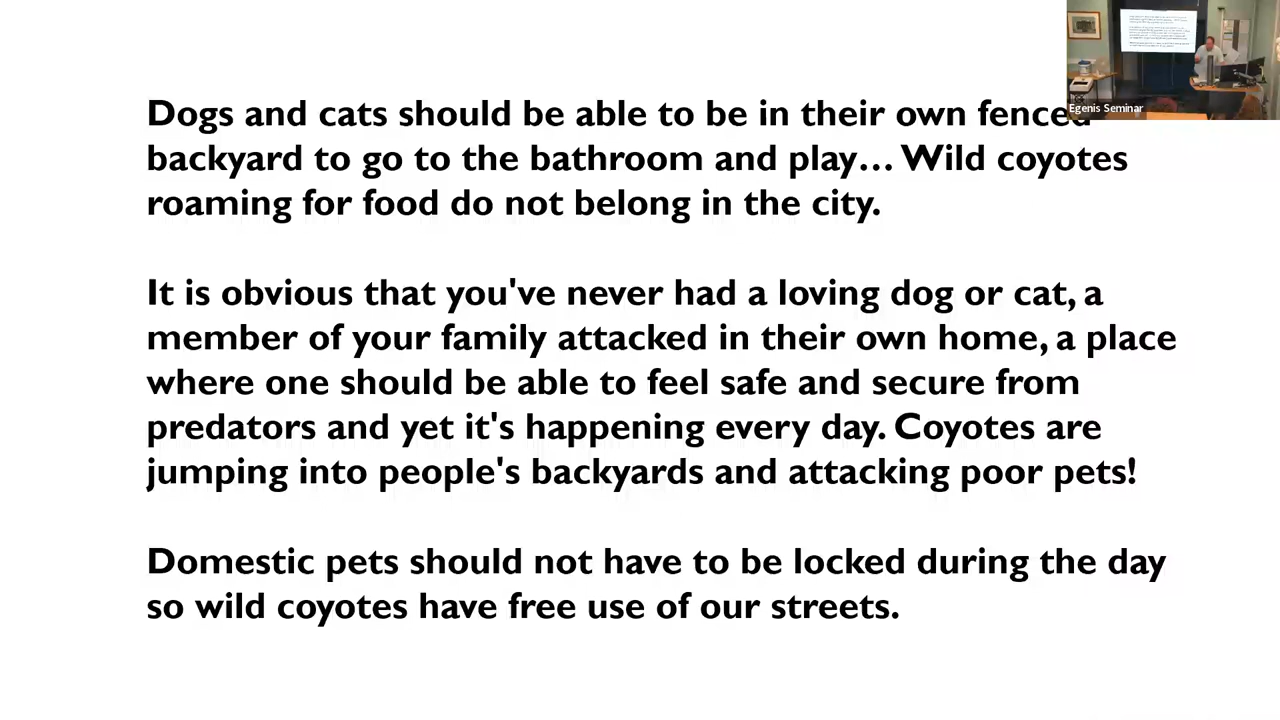 Dogs and cats should be able to be in their own fenced
backyard to go to the bathroom and play... Wild coyotes
roaming for food do not belong in the city.
It is obvious that you've never had a loving dog or cat, a
member of your family attacked in their own home, a place
where one should be able to feel safe and secure from
predators and yet it's happening every day. Coyotes are
jumping into people's backyards and attacking poor pets!
Domestic pets should not have to be locked during the day
so wild coyotes have free use of our streets.
Egenis Seminar